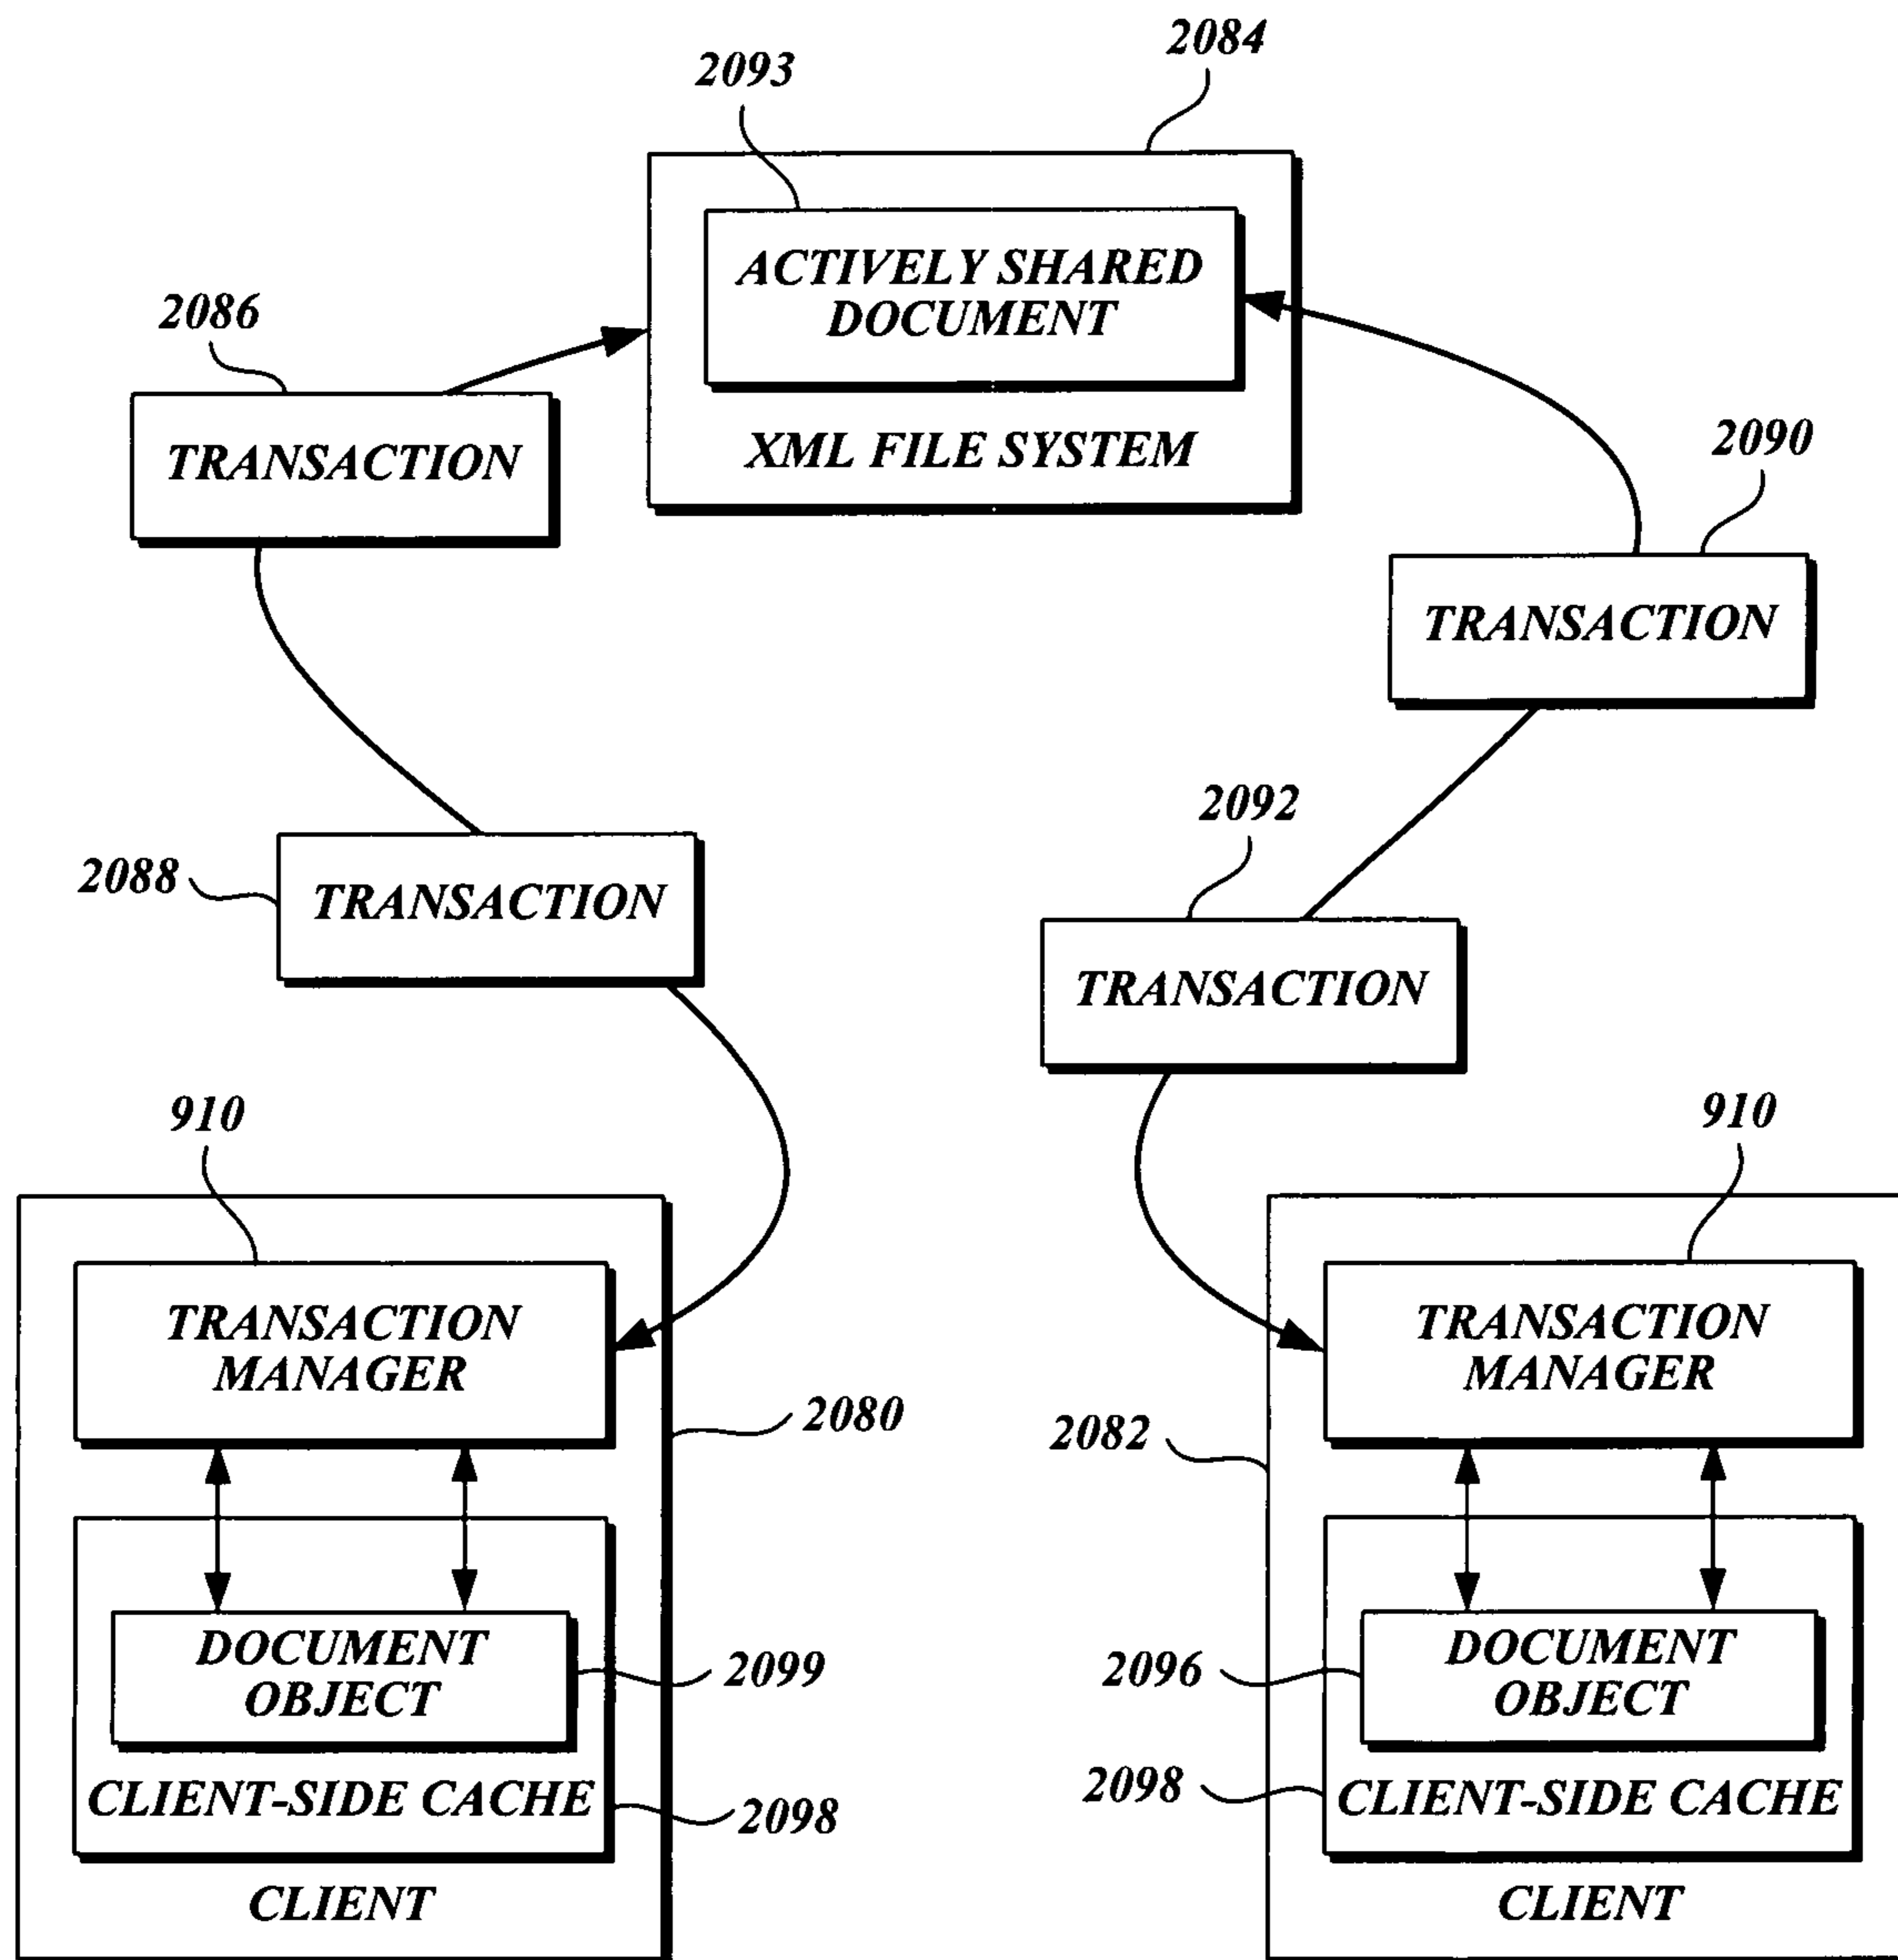 2084
2093
ACTIVELY SHARED
DOCUMENT
2086
XML FILE SYSTEM
TRANSACTION
2090
TRANSACTION
2092
2088
TRANSACTION
TRANSACTION
910
910
TRANSACTION
MANAGER
TRANSACTION
MANAGER
2080
2082
DOCUMENT
OBJECT
2099
2096
DOCUMENT
OBJECT
CLIENT-SIDE CACHE
2098
2098
CLIENT-SIDE CACHE
CLIENT
CLIENT